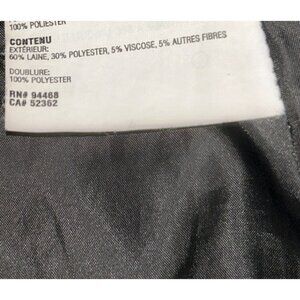 100% POLIESTER
CONTENU
EXTÉRIEUR:
60% LAINE, 30% POLYESTER, 5% VISCOSE, 5% AUTRES FIBRES
DOUBLURE:
100% POLYESTER
RN# 94468
CA# 52362